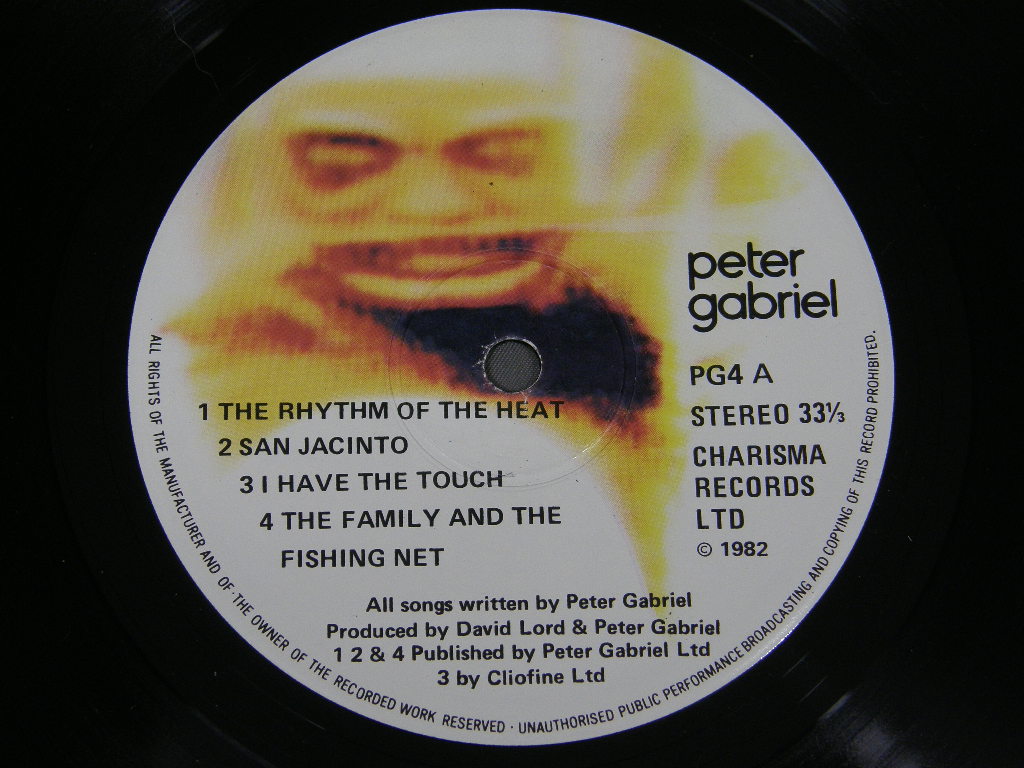 peter
gabriel
PG4 A
STEREO 33⅓
CHARISMA
RECORDS
LTD
© 1982
1 THE RHYTHM OF THE HEAT
2 SAN JACINTO
3 I HAVE THE TOUCH
4 THE FAMILY AND THE
FISHING NET
All songs written by Peter Gabriel
Produced by David Lord & Peter Gabriel
1 2 & 4 Published by Peter Gabriel Ltd
3 by Cliofine Ltd
ALL RIGHTS OF THE MANUFACTURER AND OF THE OWNER OF THE RECORDED WORK RESERVED · UNAUTHORISED PUBLIC PERFORMANCE BROADCASTING AND COPYING OF THIS RECORD PROHIBITED.